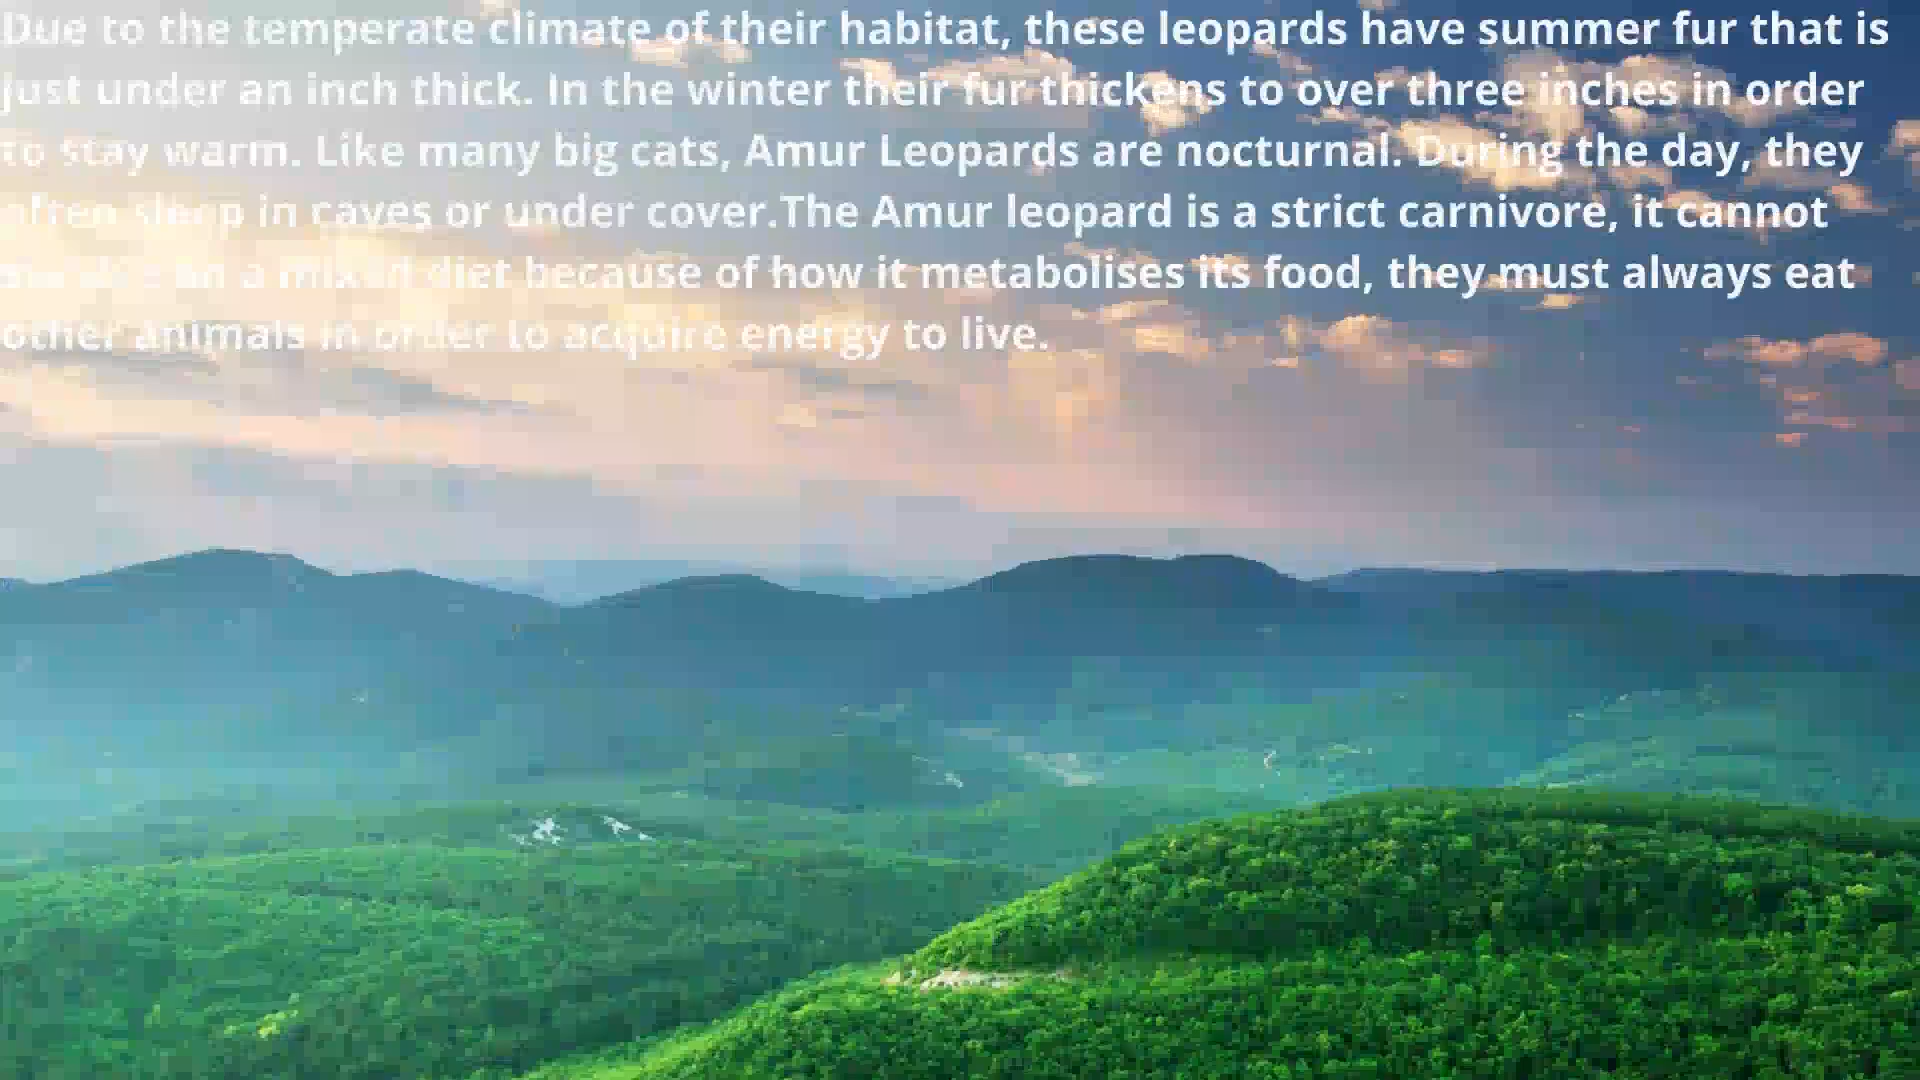 Due to the temperate climate of their habitat, these leopards have summer fur that is
just under an inch thick. In the winter their fur thickens to over three inches in order
to stay warm. Like many big cats, Amur Leopards are nocturnal. During the day, they
often sleep in caves or under cover.The Amur leopard is a strict carnivore, it cannot
on a mixed diet because of how it metabolises its food, they must always eat
other animals in order to acquire energy to live.